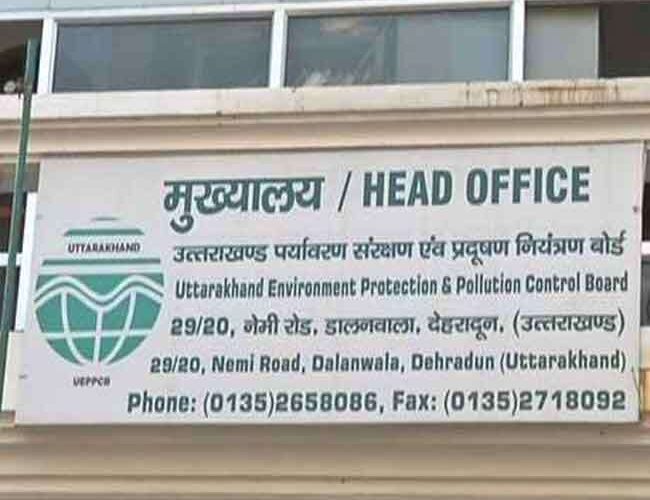 मुख्यालय / HEAD OFFICE
UTTARAKHAND
उत्तराखण्ड पर्यावरण संरक्षण एंव प्रदूषण नियंत्रण बोर्ड
Uttarakhand Environment Protection & Pollution Control Board
29/20, नेमी रोड, डालनवाला, देहरादून, (उत्तराखण्ड)
29/20, Nemi Road, Dalanwala, Dehradun (Uttarakhand)
UEPPCB
Phone: (0135)2658086, Fax: (0135)2718092